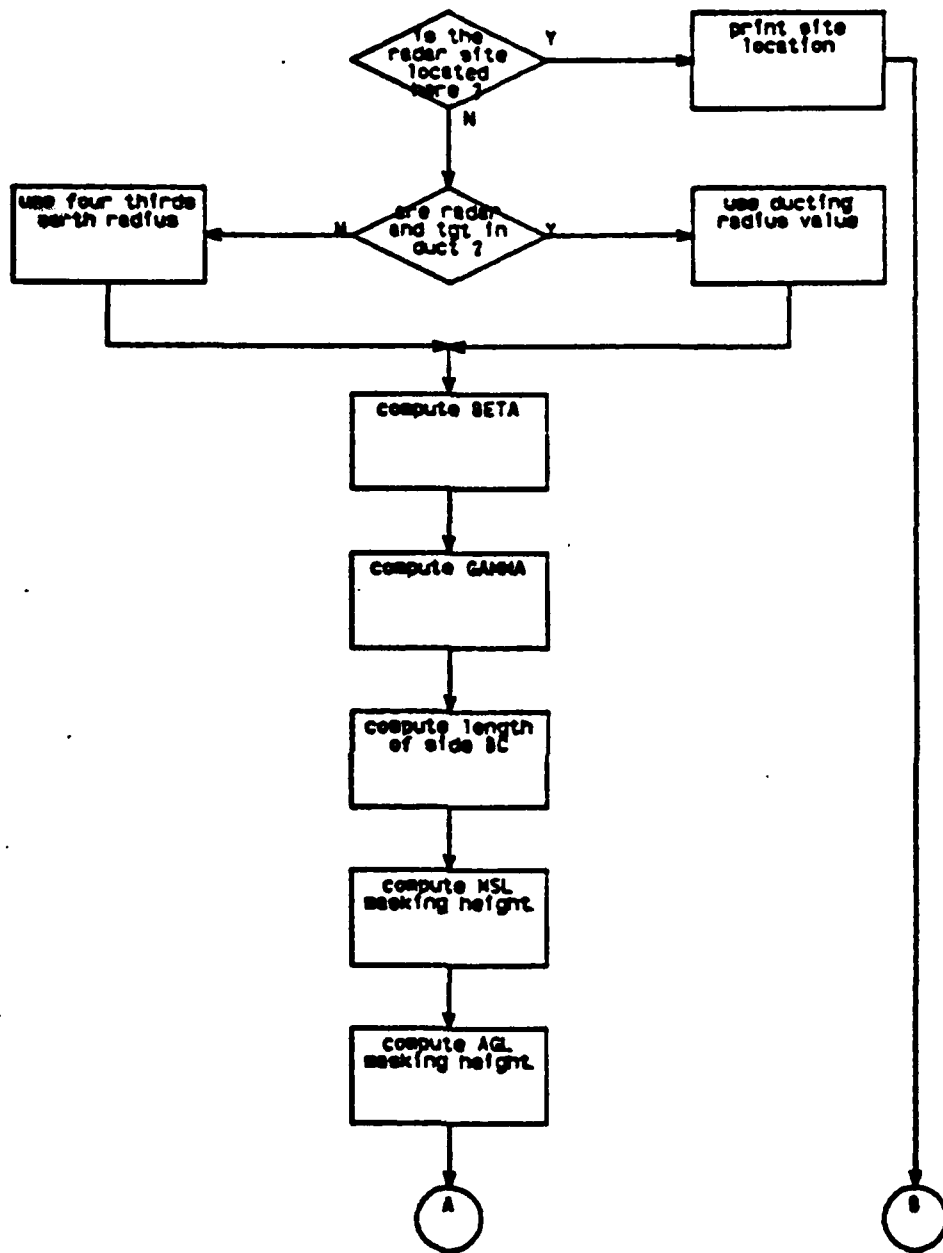 is the
radar site
located
here ?
Y
print site
location
N
use four thirds
earth radius
N
are radar
and tgt in
duct ?
Y
use ducting
radius value
compute BETA
compute GAMMA
compute length
of side BC
compute MSL
masking height
compute AGL
masking height
A
B